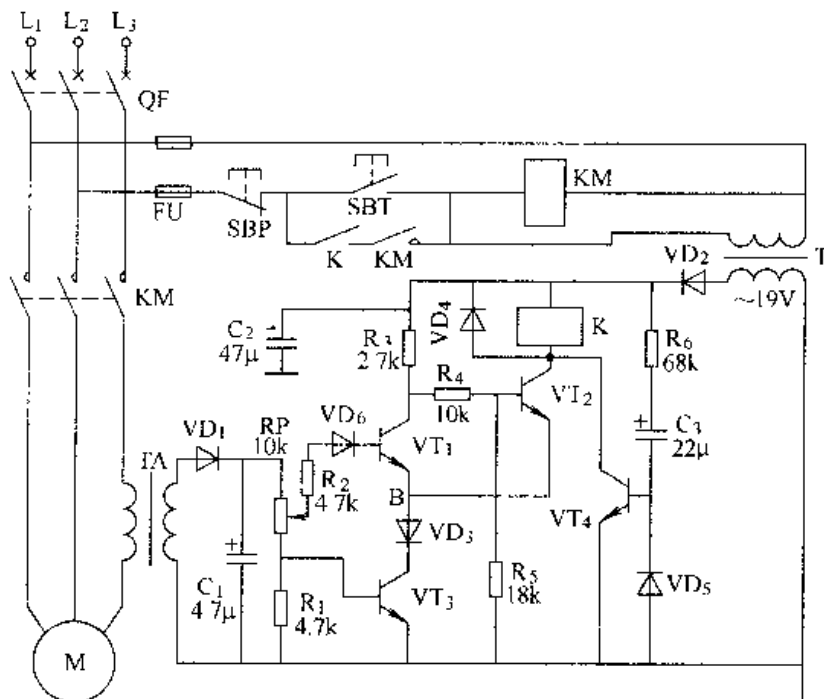 L₁ L₂ L₃
QF
FU
SBP
SBT
K
KM
KM
T
VD₂
~19V
KM
C₂
47μ
R₃
2.7k
VD₄
K
R₆
68k
R₄
10k
VT₂
VD₁
RP
10k
VD₆
VT₁
C₃
22μ
R₂
4.7k
B
VD₃
VT₄
C₁
4.7μ
R₁
4.7k
VT₃
R₅
18k
VD₅
M